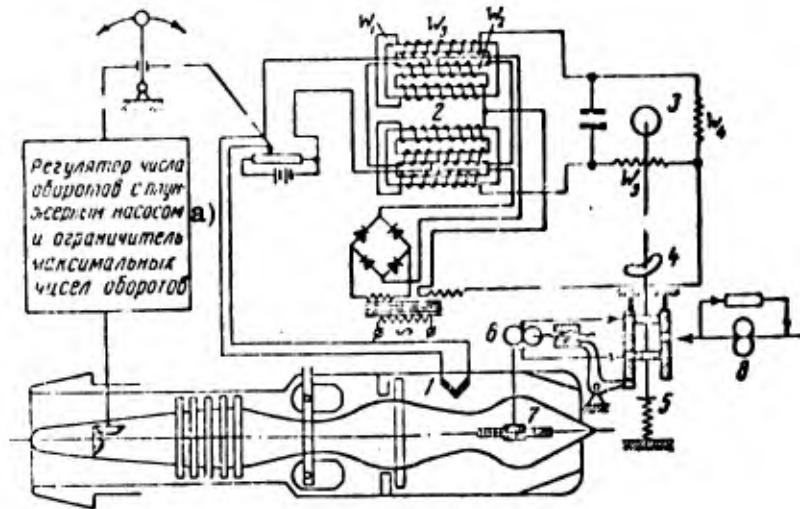 W₁
W₃
W₂
2
3
W₄
W₃
Регулятор числа
оборотов с плун-
жерным насосом
и ограничитель
максимальных
чисел оборотов
а)
4
6
8
1
5
7